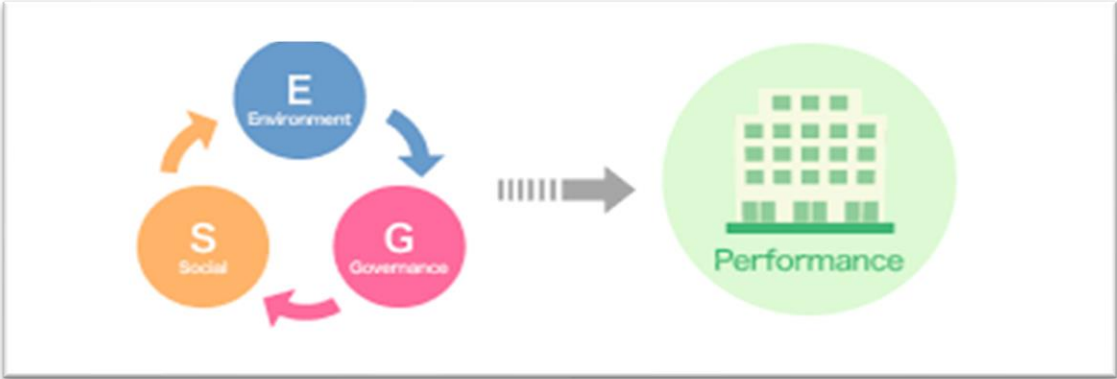 E
Environment
S
Social
G
Governance
Performance